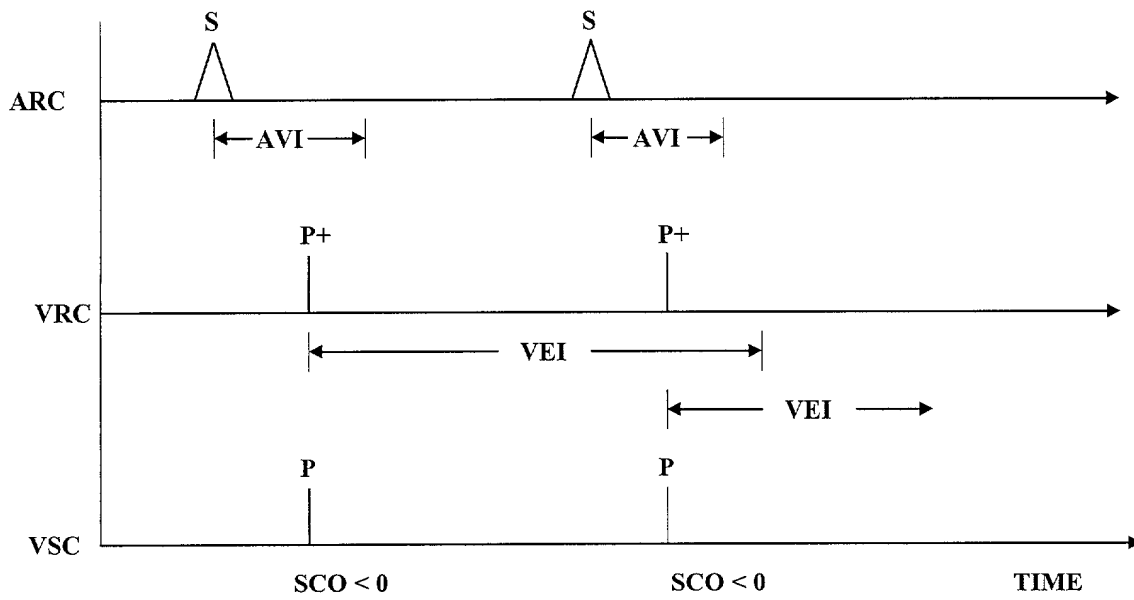 S S
ARC
AVI AVI
P+ P+
VRC
VEI
VEI
P P
VSC
SCO < 0 SCO < 0 TIME